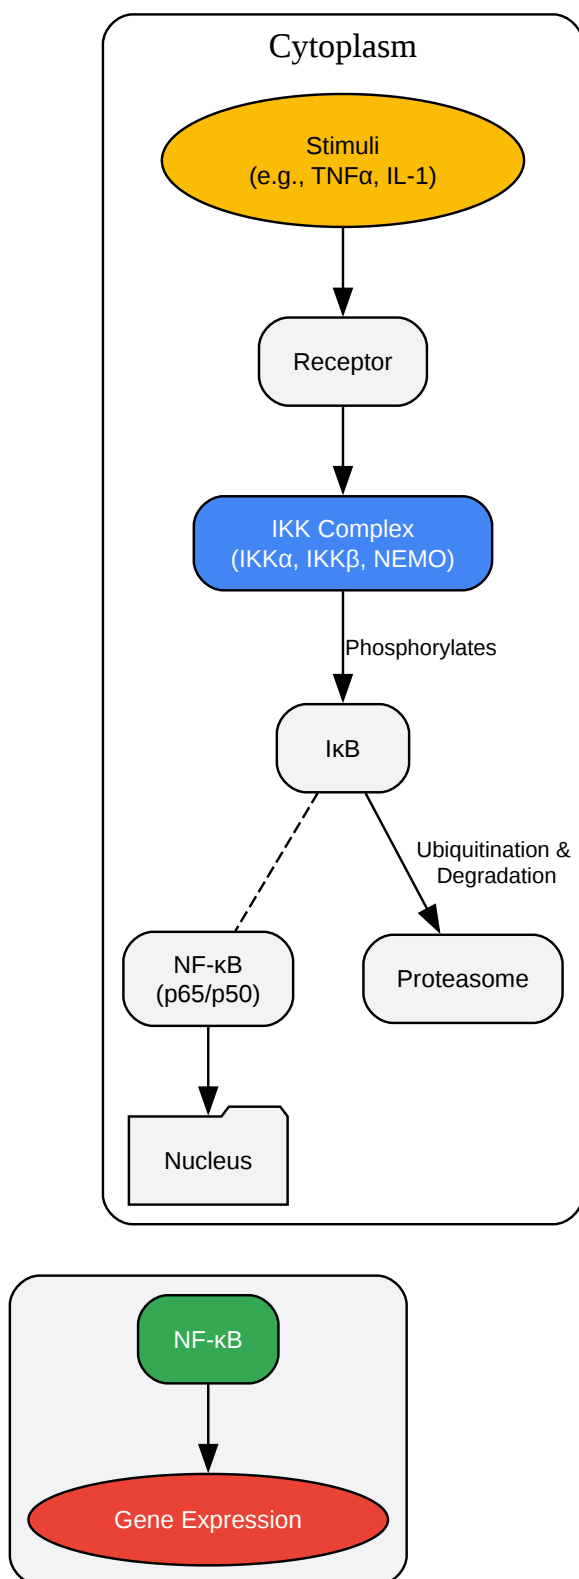 Cytoplasm
Stimuli
(e.g., TNFα, IL-1)
Receptor
IKK Complex
(IKKα, IKKβ, NEMO)
Phosphorylates
IκB
Ubiquitination &
Degradation
NF-κB
(p65/p50)
Proteasome
Nucleus
NF-κB
Gene Expression